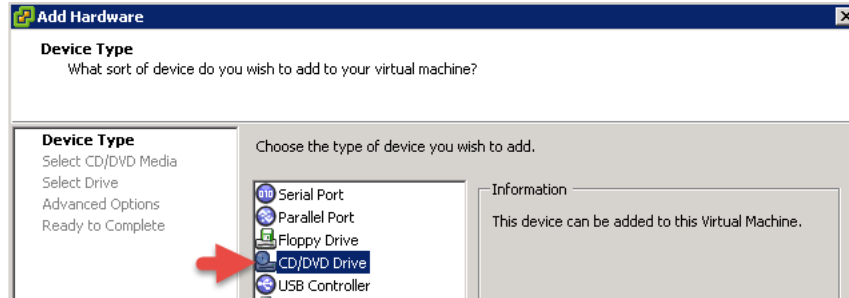 Add Hardware
Device Type
What sort of device do you wish to add to your virtual machine?
Device Type
Select CD/DVD Media
Select Drive
Advanced Options
Ready to Complete
Choose the type of device you wish to add.
Serial Port
Parallel Port
Floppy Drive
CD/DVD Drive
USB Controller
Information
This device can be added to this Virtual Machine.